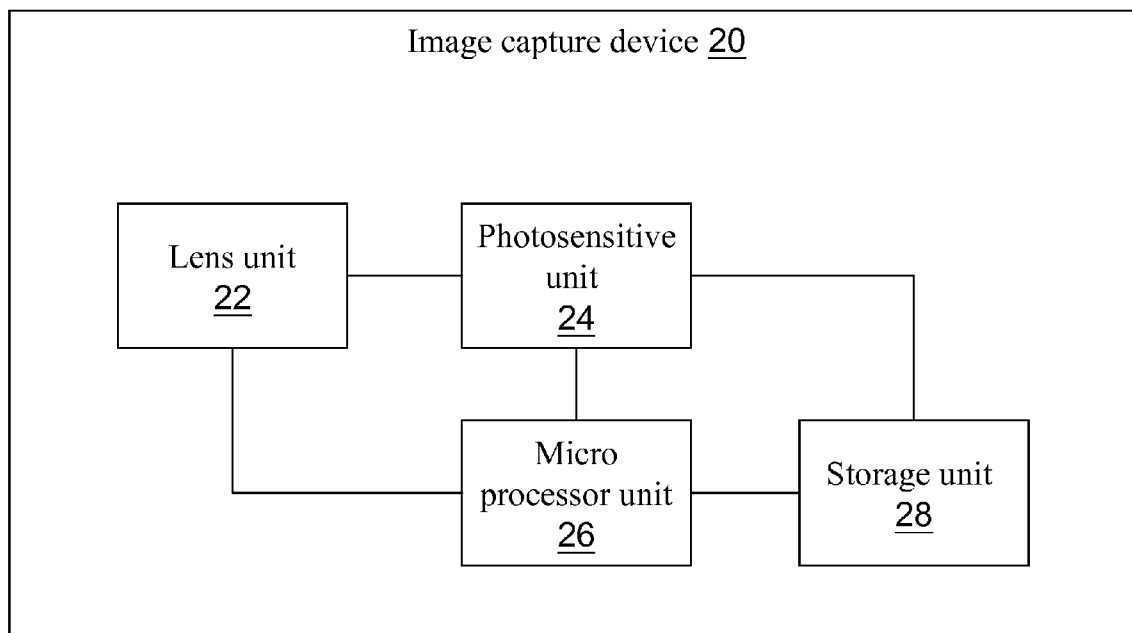 Image capture device 20
Lens unit
22
Photosensitive
unit
24
Micro
processor unit
26
Storage unit
28